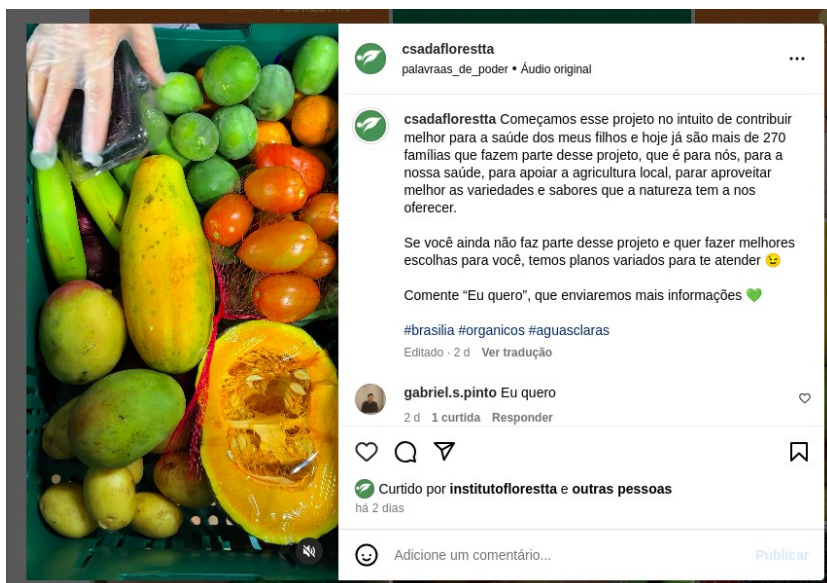 csadaflorestta
palavraas_de_poder • Áudio original
csadaflorestta Começamos esse projeto no intuito de contribuir
melhor para a saúde dos meus filhos e hoje já são mais de 270
famílias que fazem parte desse projeto, que é para nós, para a
nossa saúde, para apoiar a agricultura local, parar aproveitar
melhor as variedades e sabores que a natureza tem a nos
oferecer.
Se você ainda não faz parte desse projeto e quer fazer melhores
escolhas para você, temos planos variados para te atender 😉
Comente “Eu quero”, que enviaremos mais informações 💚
#brasilia #organicos #aguasclaras
Editado · 2 d Ver tradução
gabriel.s.pinto Eu quero
2 d 1 curtida Responder
Curtido por institutoflorestta e outras pessoas
há 2 dias
Adicione um comentário... Publicar